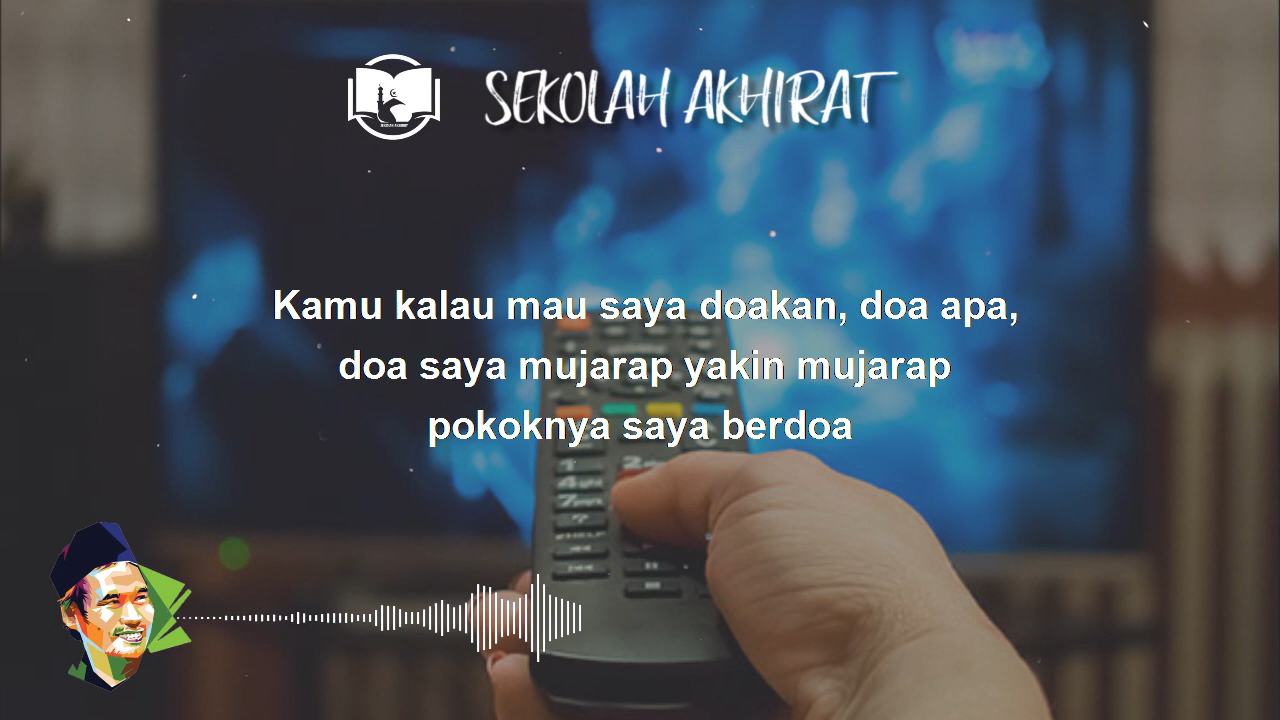 SEKOLAH AKHIRAT
Kamu kalau mau saya doakan, doa apa,
doa saya mujarap yakin mujarap
pokoknya saya berdoa